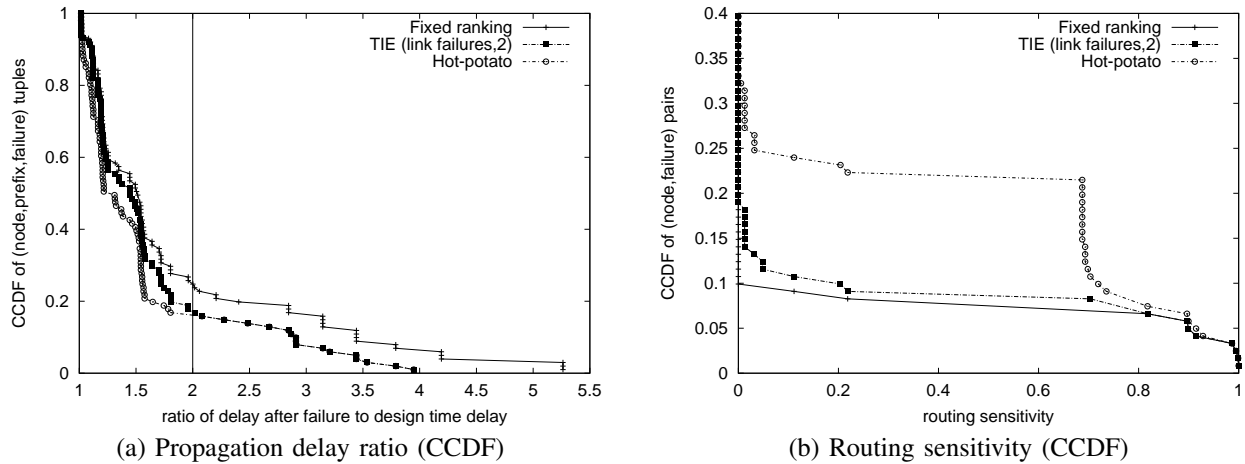 Fixed ranking
TIE (link failures,2)
Hot-potato
CCDF of (node,prefix,failure) tuples
1
0.8
0.6
0.4
0.2
0
1 1.5 2 2.5 3 3.5 4 4.5 5 5.5
ratio of delay after failure to design time delay
(a) Propagation delay ratio (CCDF)
Fixed ranking
TIE (link failures,2)
Hot-potato
CCDF of (node,failure) pairs
0.4
0.35
0.3
0.25
0.2
0.15
0.1
0.05
0
0 0.2 0.4 0.6 0.8 1
routing sensitivity
(b) Routing sensitivity (CCDF)